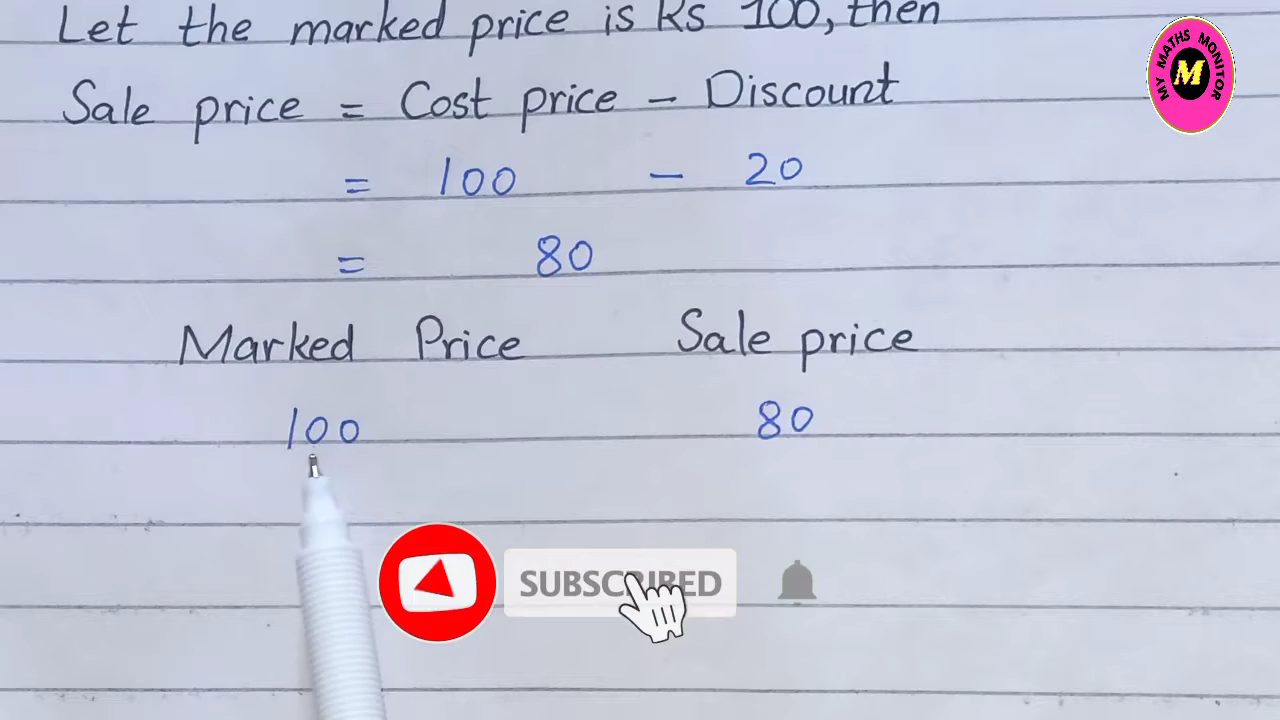 Let the marked price is Rs 100, then
Sale price = Cost price - Discount
= 100 - 20
= 80
Marked Price Sale price
100 80
MY MATHS MONITOR
M
SUBSCRIBED